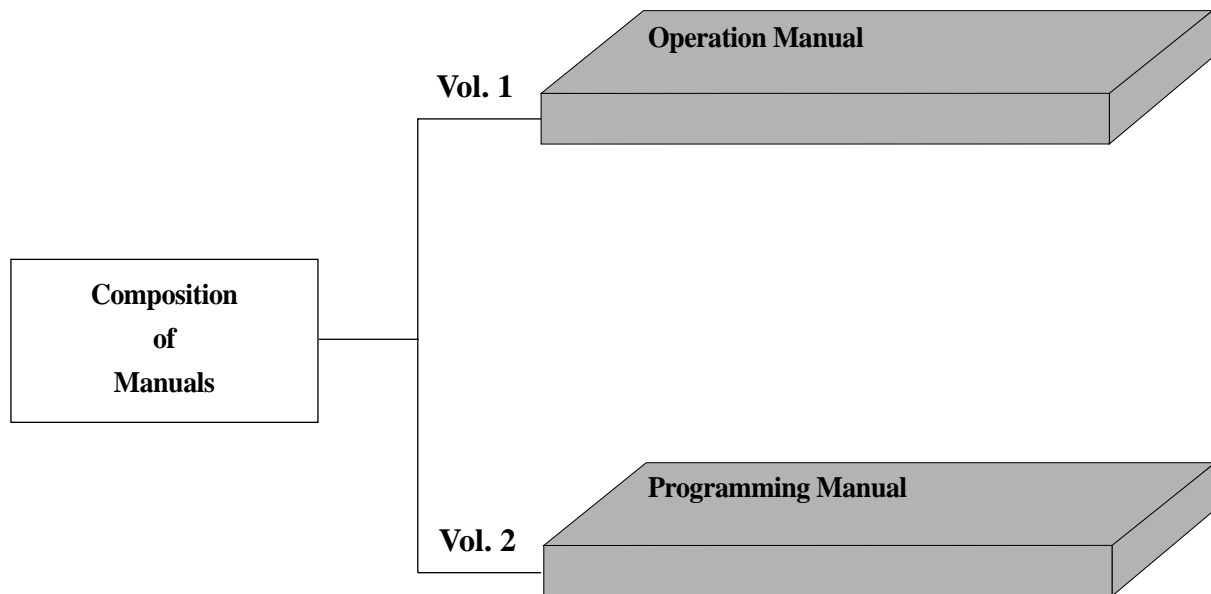 Operation Manual
Vol. 1
Composition
of
Manuals
Programming Manual
Vol. 2